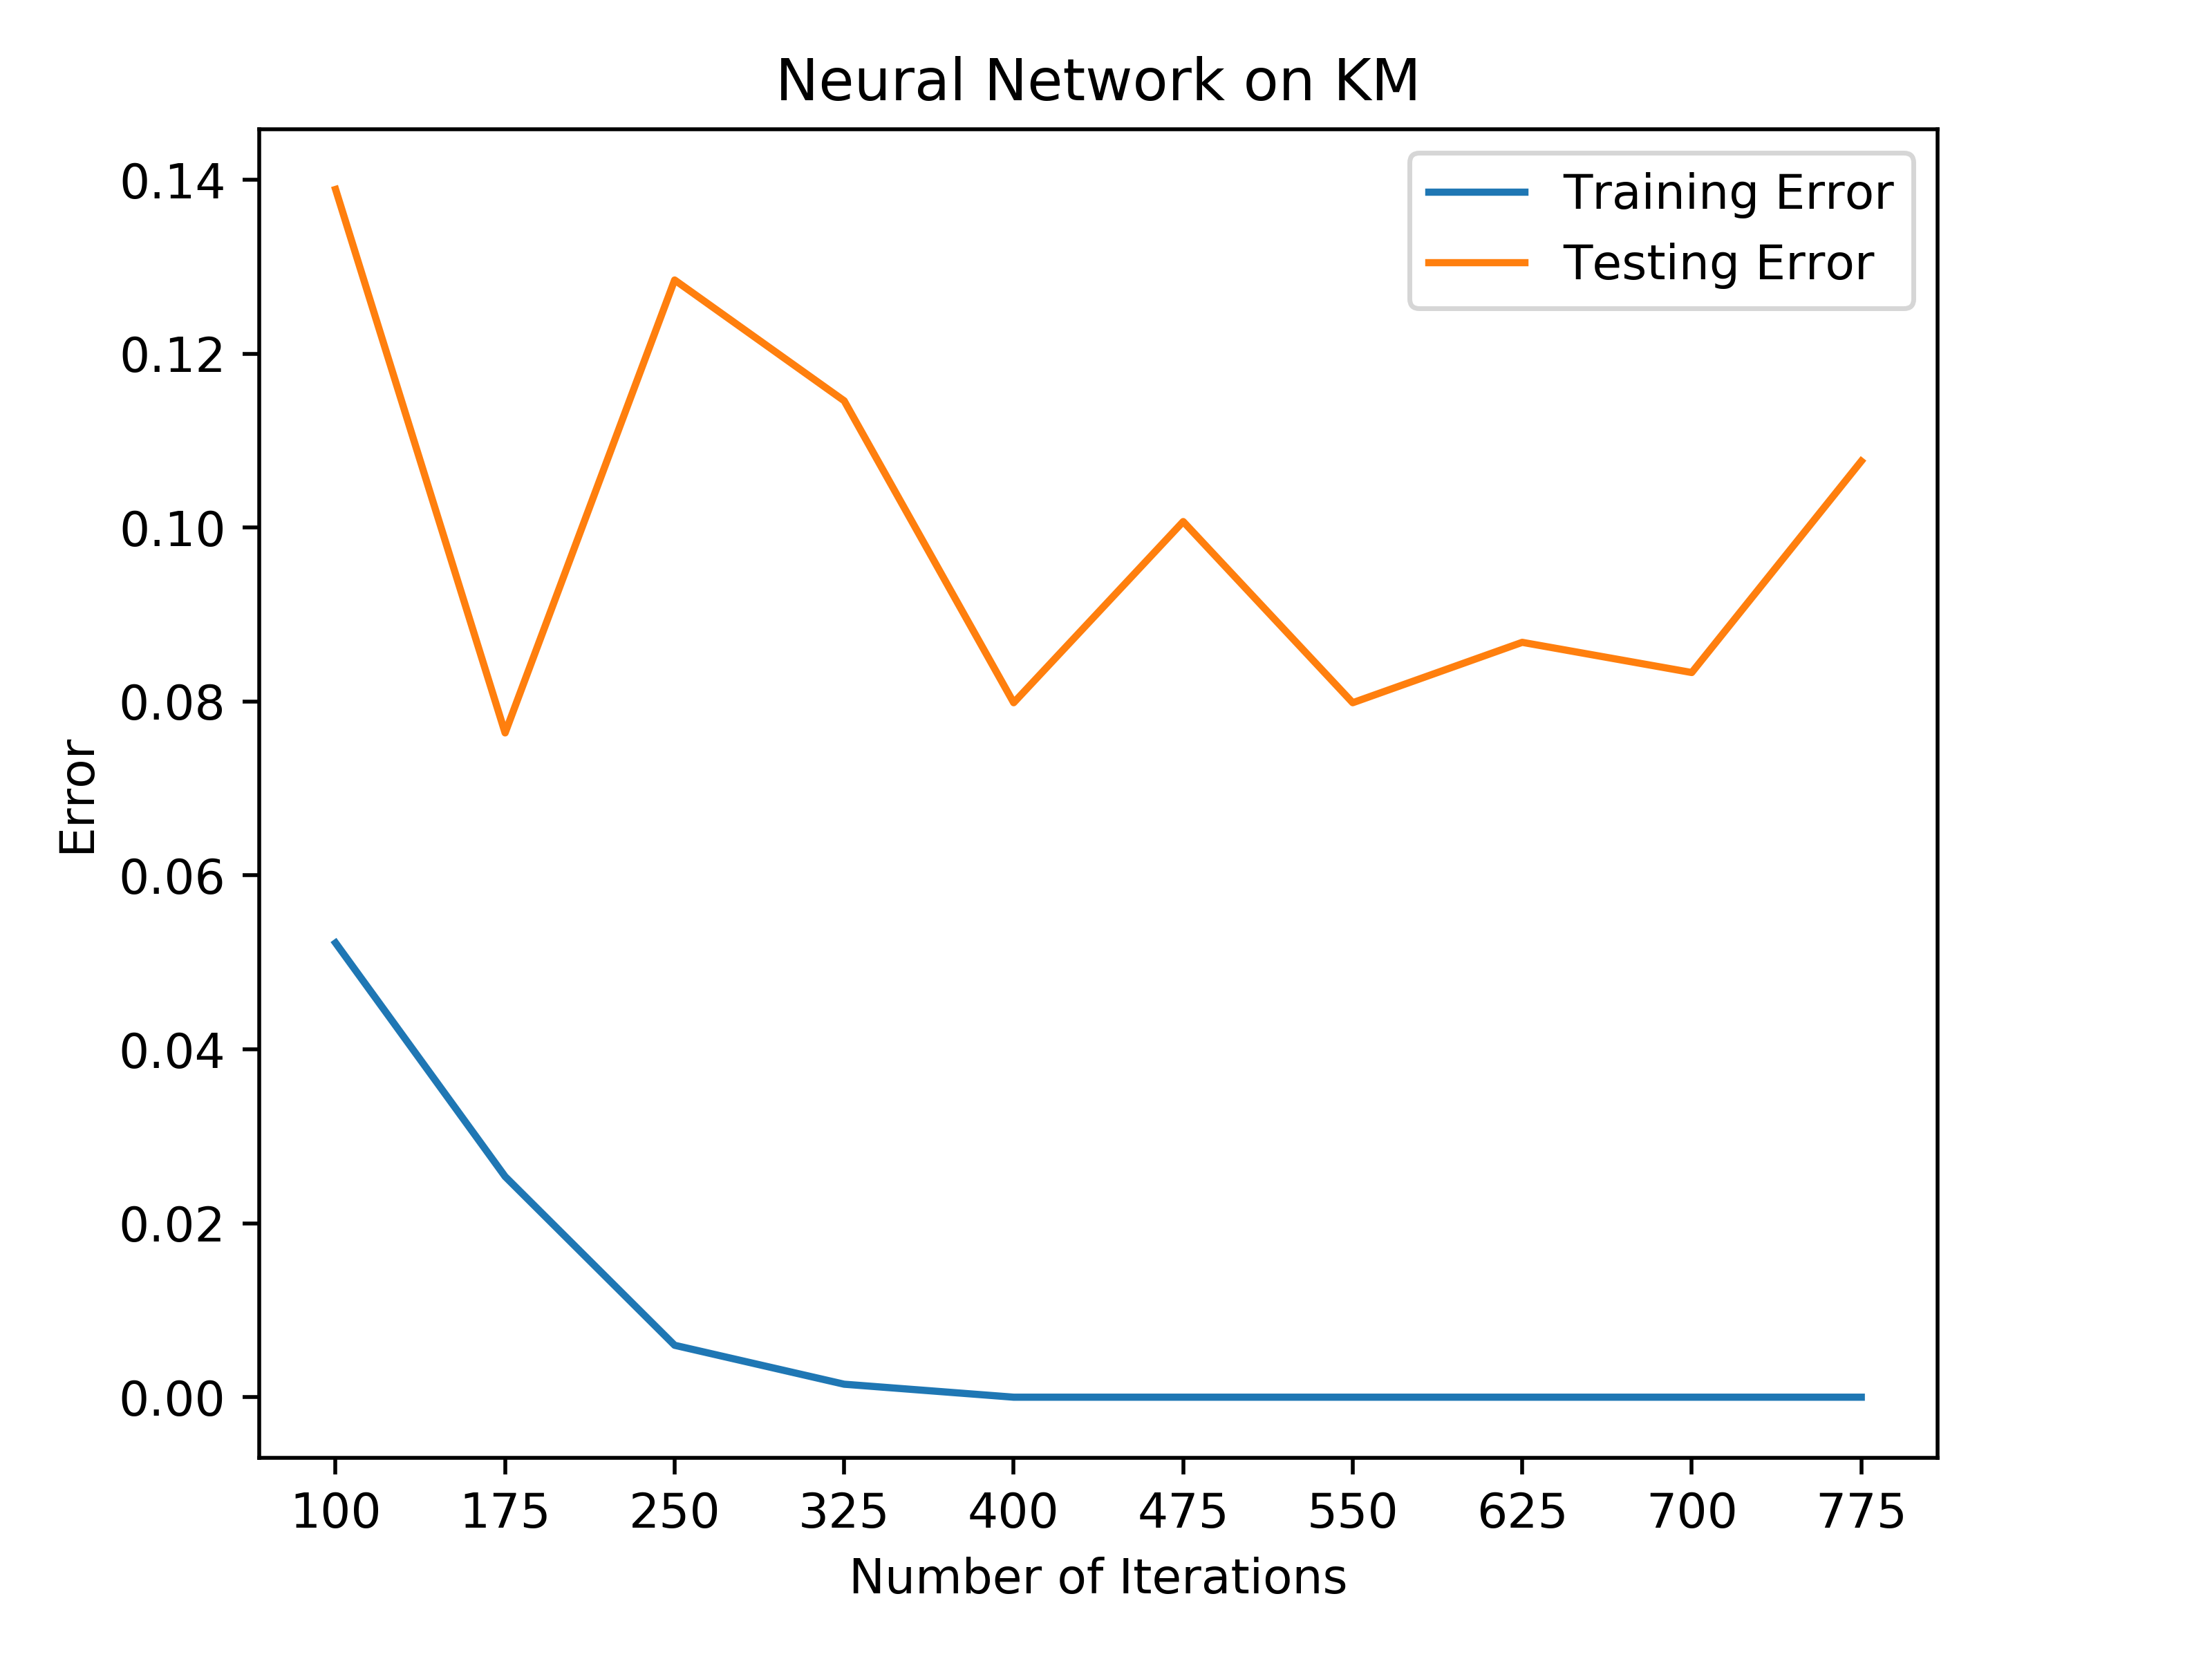 Neural Network on KM
Training Error
Testing Error
0.14
0.12
0.10
0.08
0.06
0.04
0.02
0.00
Error
100 175 250 325 400 475 550 625 700 775
Number of Iterations